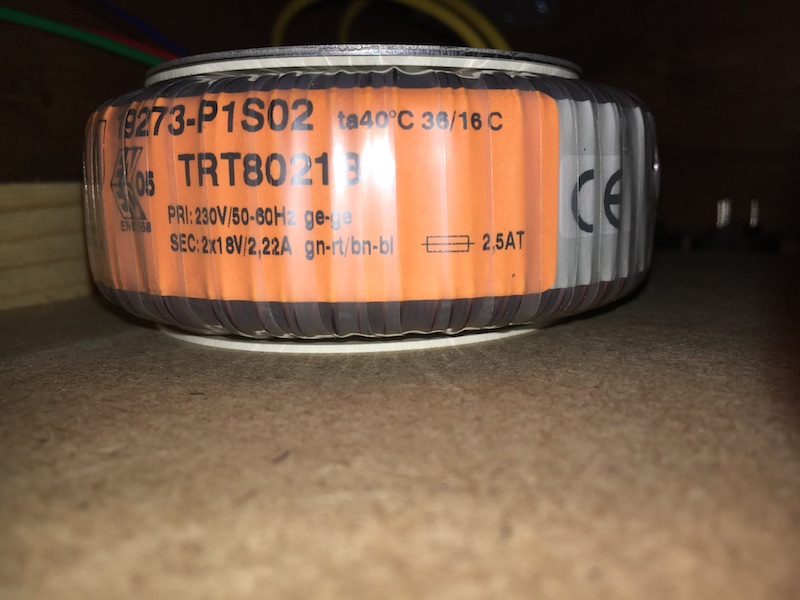 9273-P1S02 ta40°C 36/16 C
TRT80218
05
PRI: 230V/50-60Hz ge-ge
SEC: 2x18V/2,22A gn-rt/bn-bl 2,5AT
CE